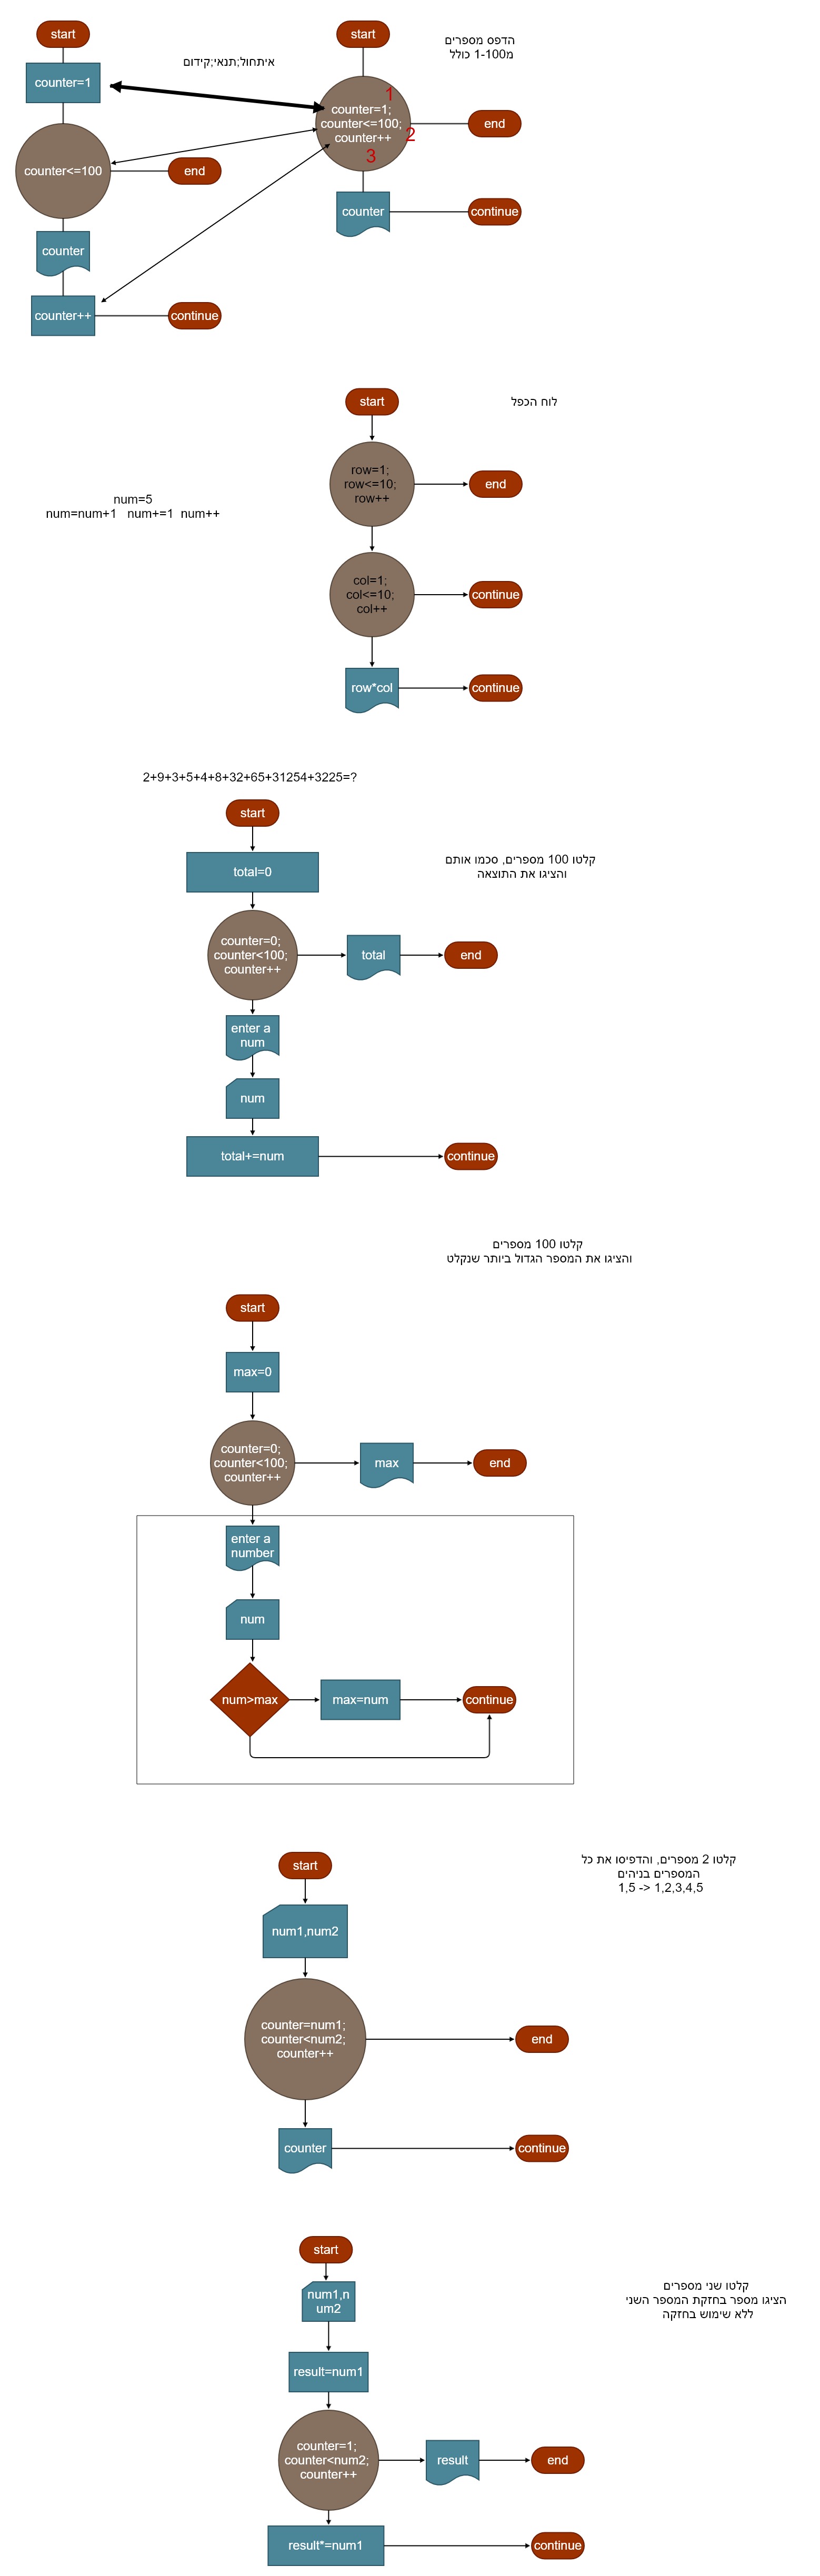 start
start
הדפס מספרים
מ1-100 כולל
counter=1
איתחול;תנאי;קידום
1
counter=1;
counter<=100;
counter++
2
3
end
counter<=100
end
counter
continue
counter
counter++
continue
start
לוח הכפל
row=1;
row<=10;
row++
end
num=5
num=num+1 num+=1 num++
col=1;
col<=10;
col++
continue
row*col
continue
2+9+3+5+4+8+32+65+31254+3225=?
start
קלטו 100 מספרים, סכמו אותם
והציגו את התוצאה
total=0
counter=0;
counter<100;
counter++
total
end
enter a
num
num
total+=num
continue
קלטו 100 מספרים
והציגו את המספר הגדול ביותר שנקלט
start
max=0
counter=0;
counter<100;
counter++
max
end
enter a
number
num
num>max
max=num
continue
start
קלטו 2 מספרים, והדפיסו את כל
המספרים בניהים
1,5 -> 1,2,3,4,5
num1,num2
counter=num1;
counter<num2;
counter++
end
counter
continue
start
קלטו שני מספרים
הציגו מספר בחזקת המספר השני
ללא שימוש בחזקה
num1,n
um2
result=num1
counter=1;
counter<num2;
counter++
result
end
result*=num1
continue